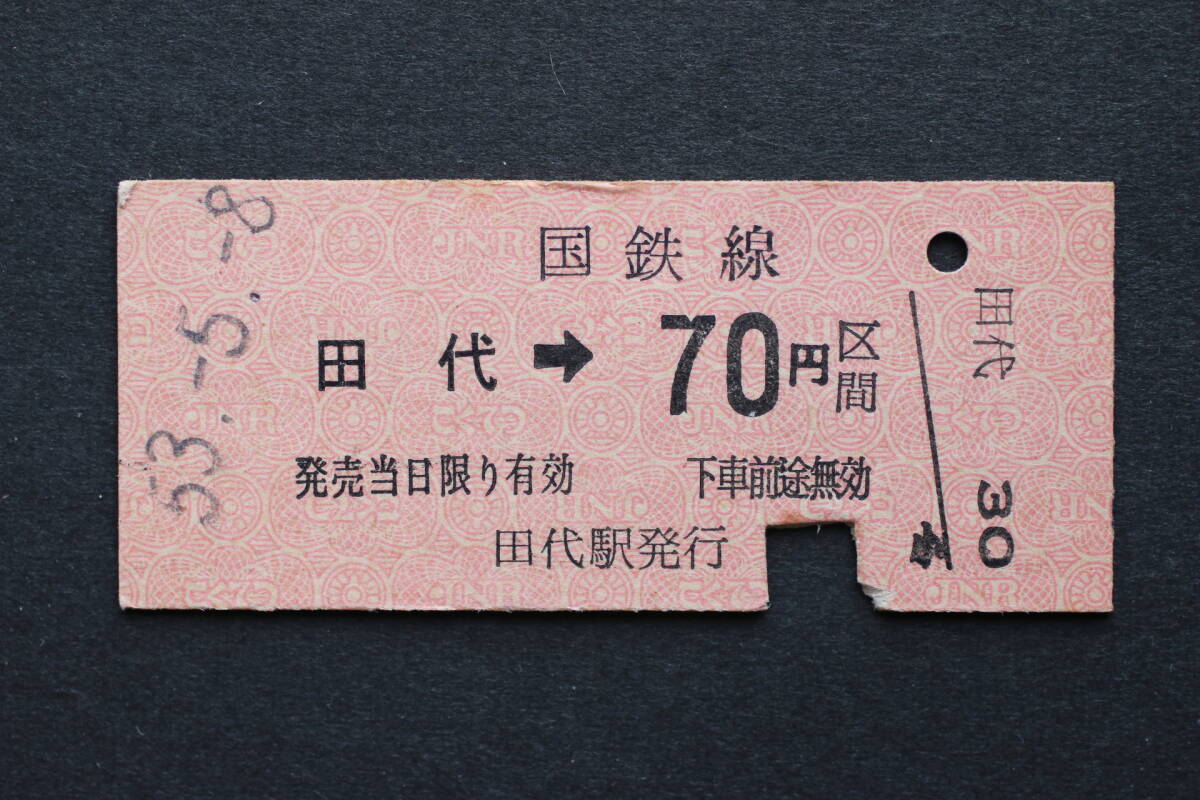 53.-5.-8
国鉄線
田代➡70円区間
発売当日限り有効 下車前途無効
田代駅発行
田代 30